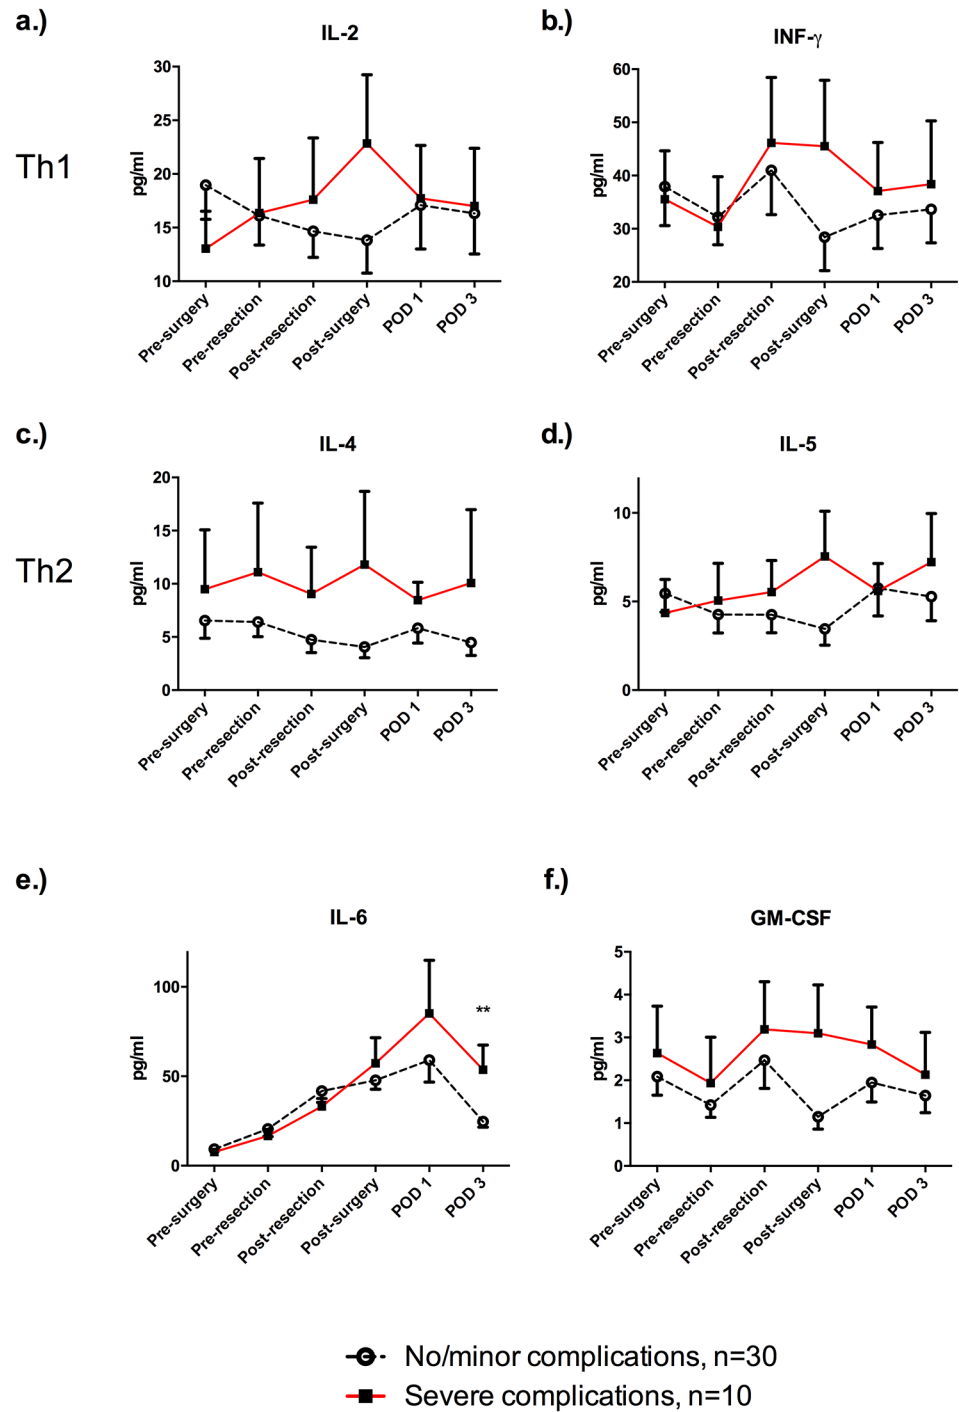 a.)
IL-2
Th1
pg/ml
30
25
20
15
10
Pre-surgery
Pre-resection
Post-resection
Post-surgery
POD 1
POD 3
b.)
INF-γ
pg/ml
60
50
40
30
20
Pre-surgery
Pre-resection
Post-resection
Post-surgery
POD 1
POD 3
c.)
IL-4
Th2
pg/ml
20
15
10
5
0
Pre-surgery
Pre-resection
Post-resection
Post-surgery
POD 1
POD 3
d.)
IL-5
pg/ml
10
5
0
Pre-surgery
Pre-resection
Post-resection
Post-surgery
POD 1
POD 3
e.)
IL-6
pg/ml
100
50
0
**
Pre-surgery
Pre-resection
Post-resection
Post-surgery
POD 1
POD 3
f.)
GM-CSF
pg/ml
5
4
3
2
1
0
Pre-surgery
Pre-resection
Post-resection
Post-surgery
POD 1
POD 3
No/minor complications, n=30
Severe complications, n=10